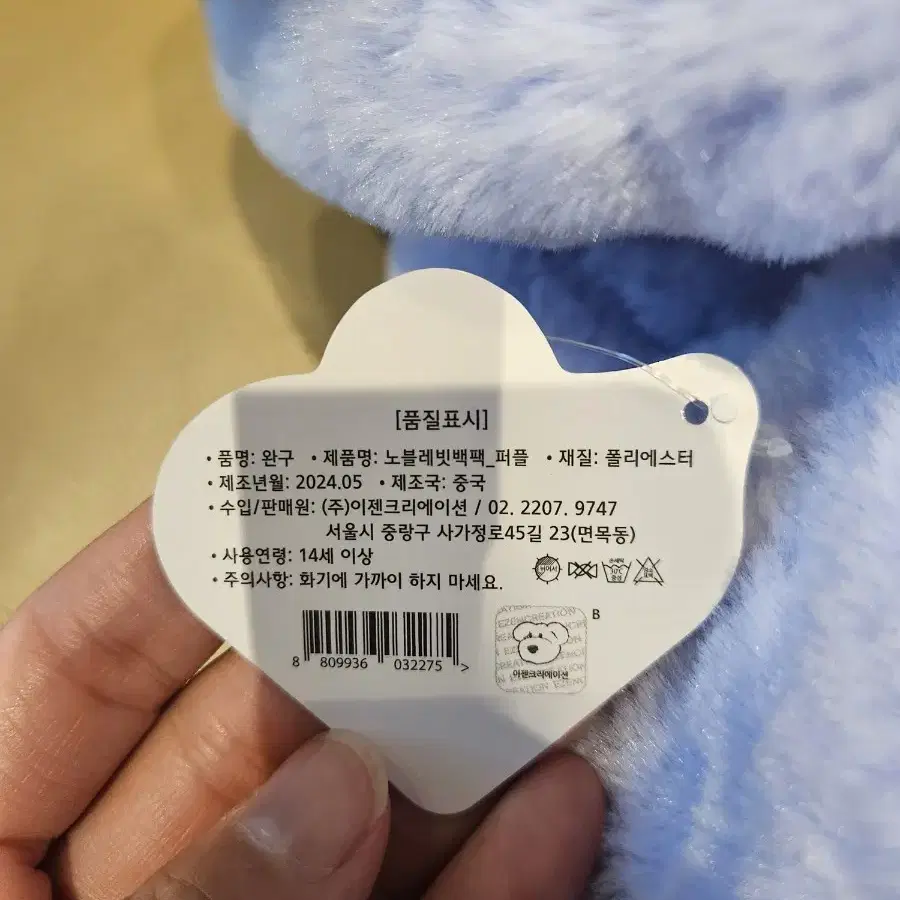 [품질표시]
• 품명: 완구 • 제품명: 노블레빗백팩_퍼플 • 재질: 폴리에스터
• 제조년월: 2024.05 • 제조국: 중국
• 수입/판매원: (주)이젠크리에이션 / 02. 2207. 9747
서울시 중랑구 사가정로45길 23(면목동)
• 사용연령: 14세 이상
• 주의사항: 화기에 가까이 하지 마세요.
B
EZENCREATION
이젠크리에이션
8 809936 032275 >